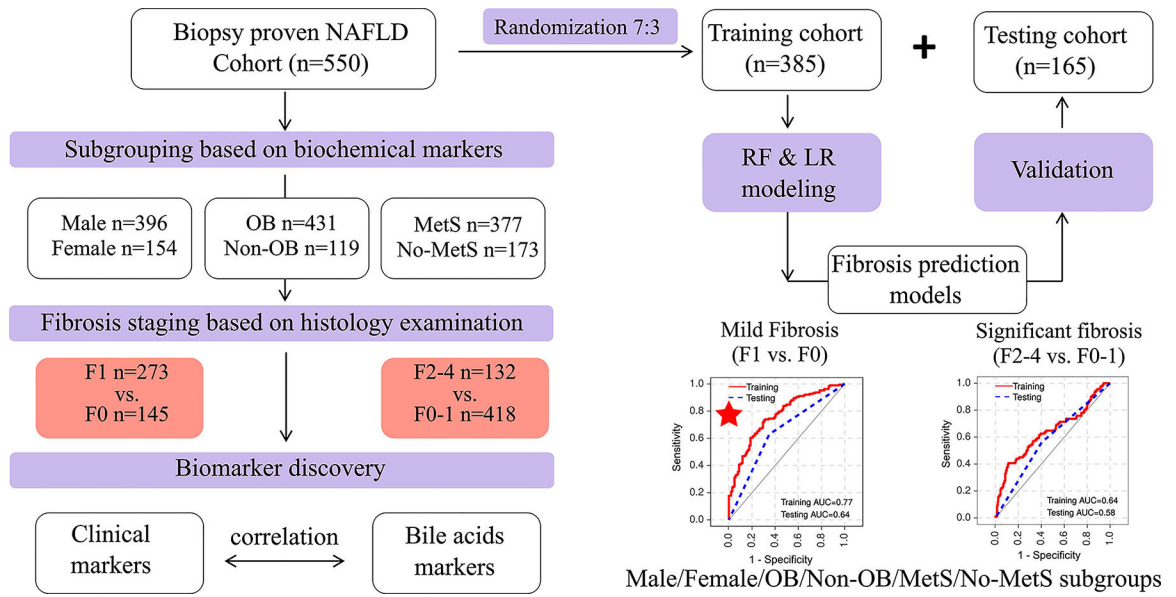 Biopsy proven NAFLD
Cohort (n=550)
Randomization 7:3
Training cohort
(n=385)
+
Testing cohort
(n=165)
Subgrouping based on biochemical markers
Male n=396
Female n=154
OB n=431
Non-OB n=119
MetS n=377
No-MetS n=173
RF & LR
modeling
Validation
Fibrosis prediction
models
Fibrosis staging based on histology examination
F1 n=273
vs.
F0 n=145
F2-4 n=132
vs.
F0-1 n=418
Biomarker discovery
Clinical
markers
correlation
Bile acids
markers
Mild Fibrosis
(F1 vs. F0)
Training
Testing
1.0
0.8
0.6
0.4
0.2
0.0
Sensitivity
Training AUC=0.77
Testing AUC=0.64
0.0 0.2 0.4 0.6 0.8 1.0
1 - Specificity
Significant fibrosis
(F2-4 vs. F0-1)
Training
Testing
1.0
0.8
0.6
0.4
0.2
0.0
Sensitivity
Training AUC=0.64
Testing AUC=0.58
0.0 0.2 0.4 0.6 0.8 1.0
1 - Specificity
Male/Female/OB/Non-OB/MetS/No-MetS subgroups